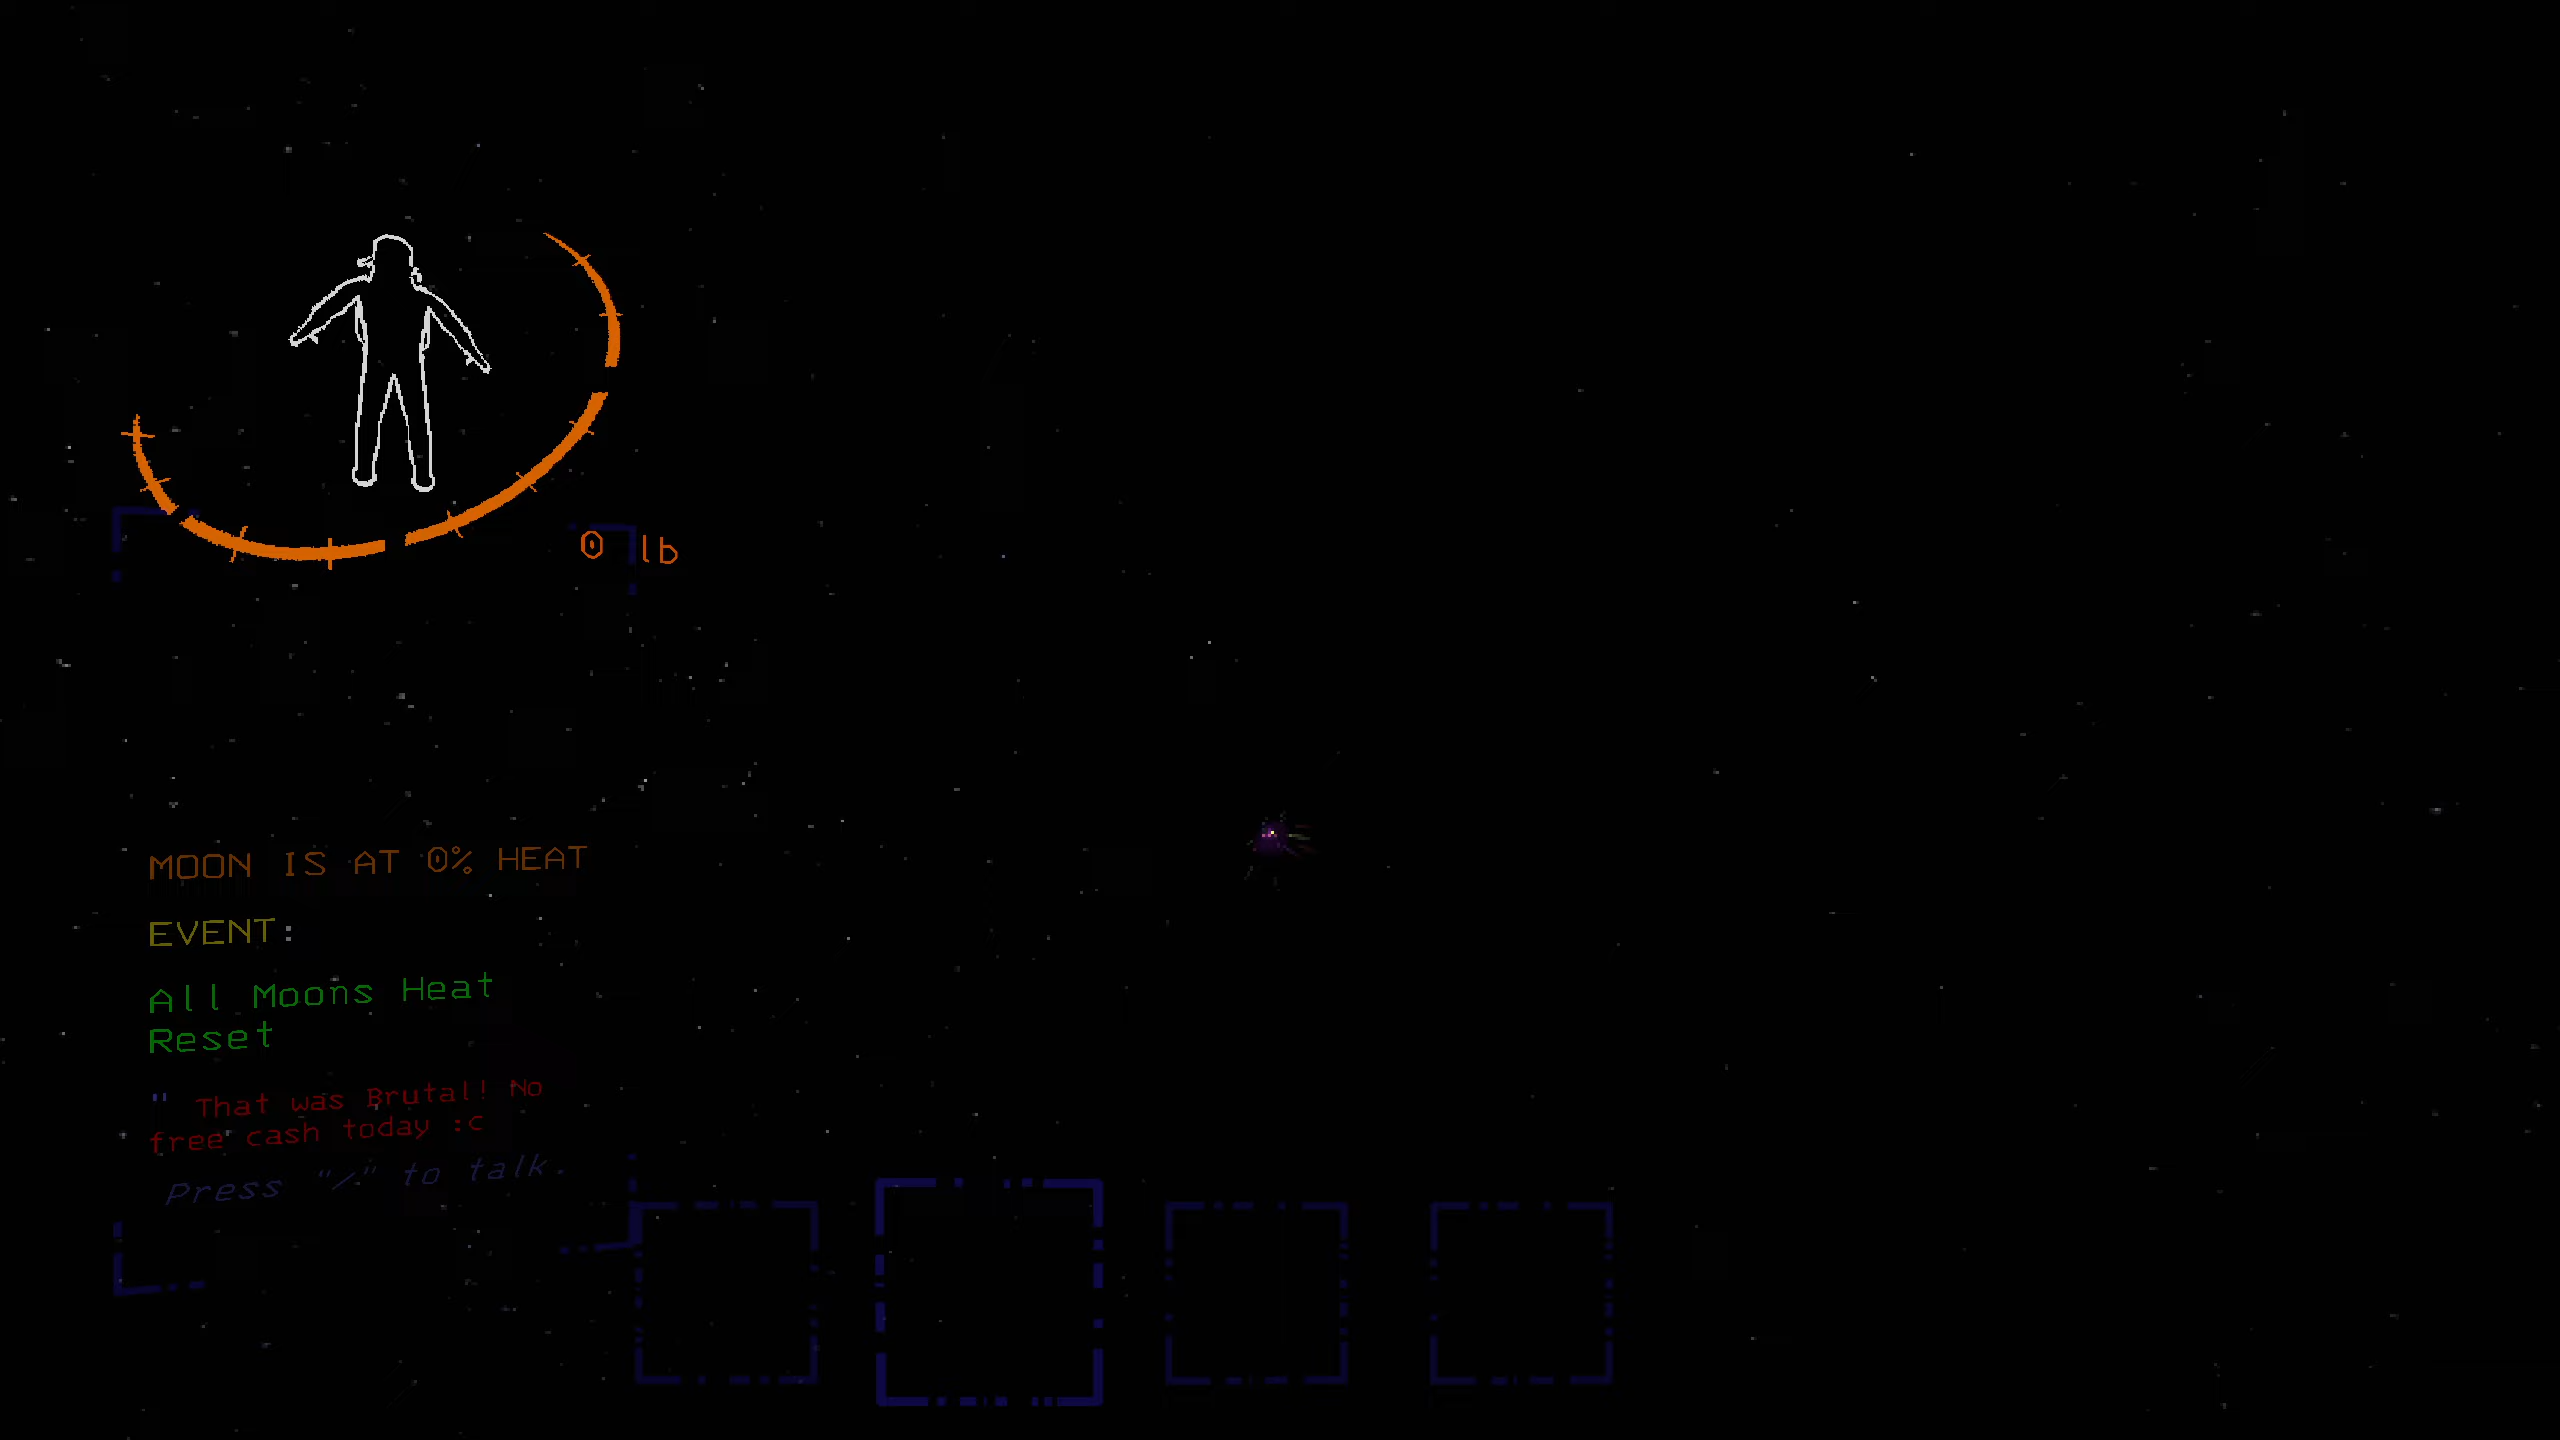 0 lb
MOON IS AT 0% HEAT
EVENT:
All Moons Heat
Reset
" That was Brutal! No
free cash today :c
Press "/" to talk.